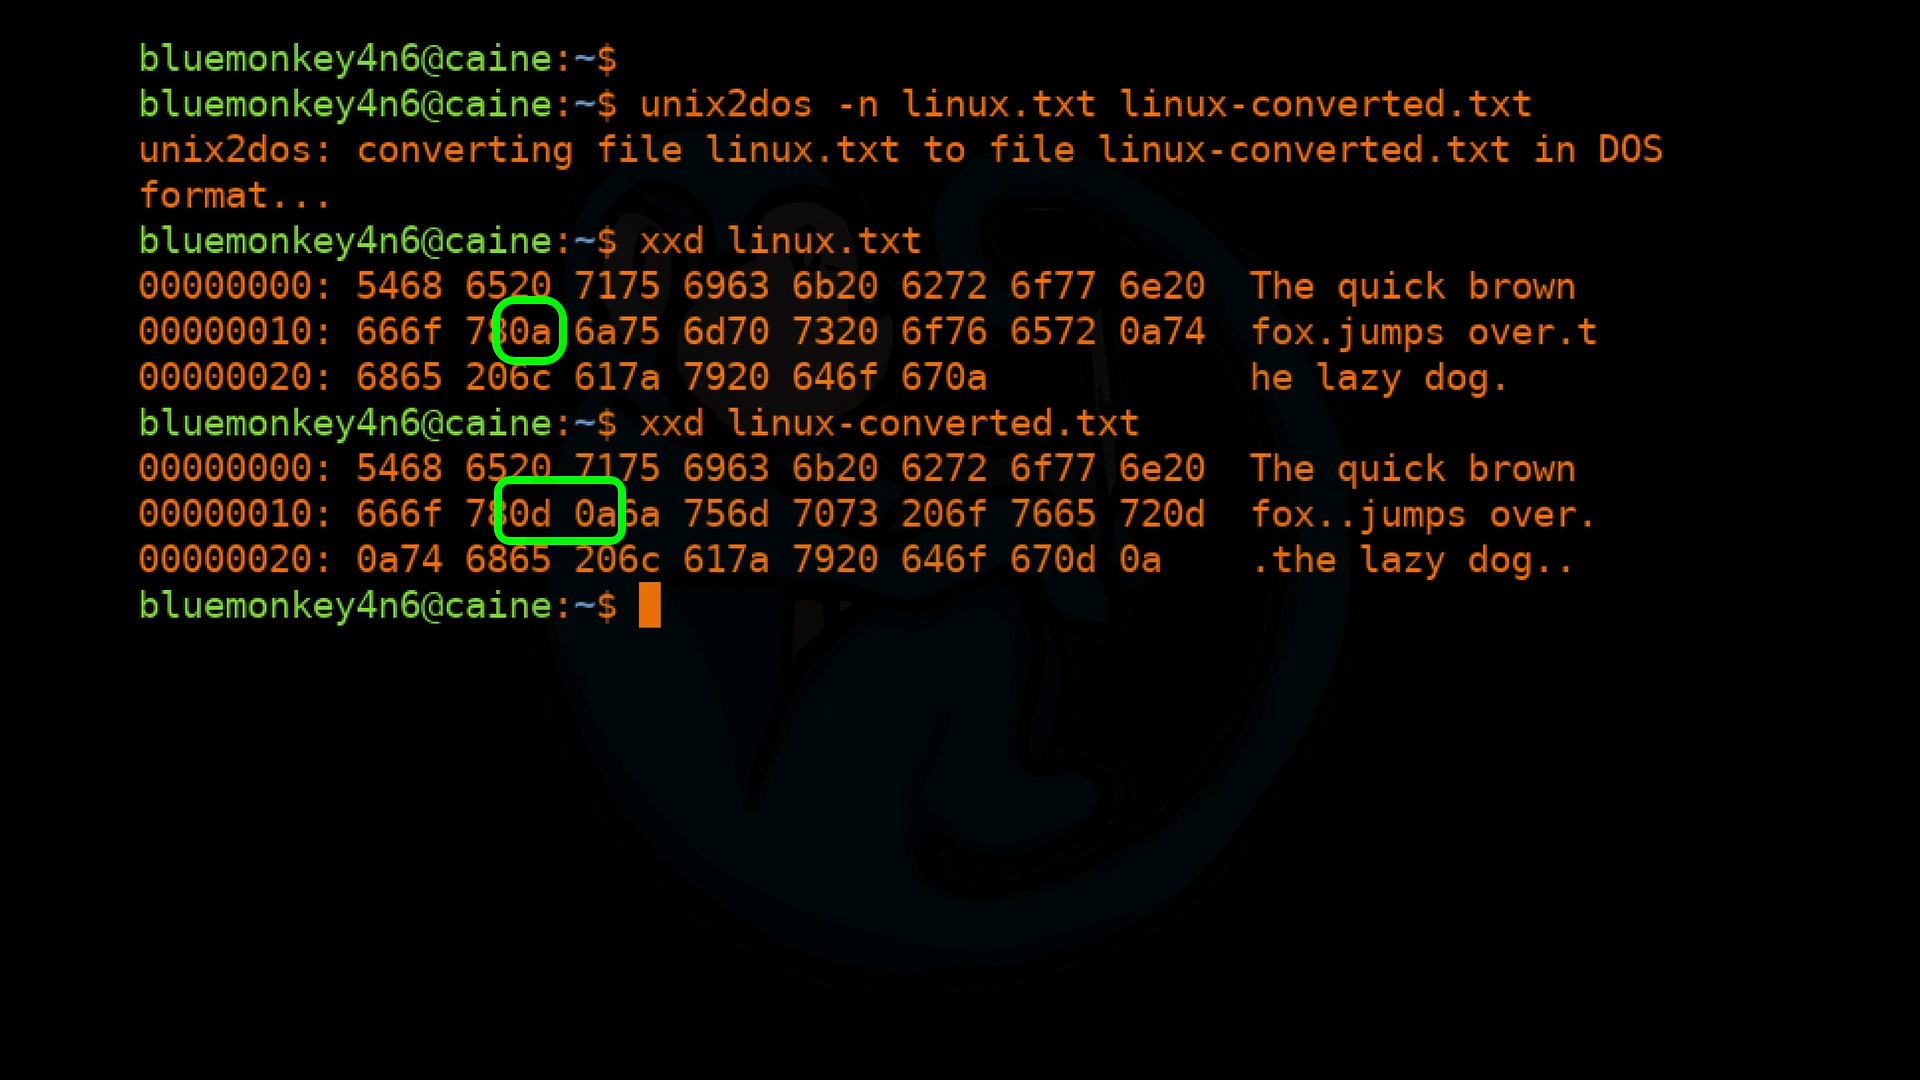 bluemonkey4n6@caine:~$
bluemonkey4n6@caine:~$ unix2dos -n linux.txt linux-converted.txt
unix2dos: converting file linux.txt to file linux-converted.txt in DOS
format...
bluemonkey4n6@caine:~$ xxd linux.txt
00000000: 5468 6520 7175 6963 6b20 6272 6f77 6e20  The quick brown
00000010: 666f 780a 6a75 6d70 7320 6f76 6572 0a74  fox.jumps over.t
00000020: 6865 206c 617a 7920 646f 670a            he lazy dog.
bluemonkey4n6@caine:~$ xxd linux-converted.txt
00000000: 5468 6520 7175 6963 6b20 6272 6f77 6e20  The quick brown
00000010: 666f 780d 0a6a 756d 7073 206f 7665 720d  fox..jumps over.
00000020: 0a74 6865 206c 617a 7920 646f 670d 0a    .the lazy dog..
bluemonkey4n6@caine:~$